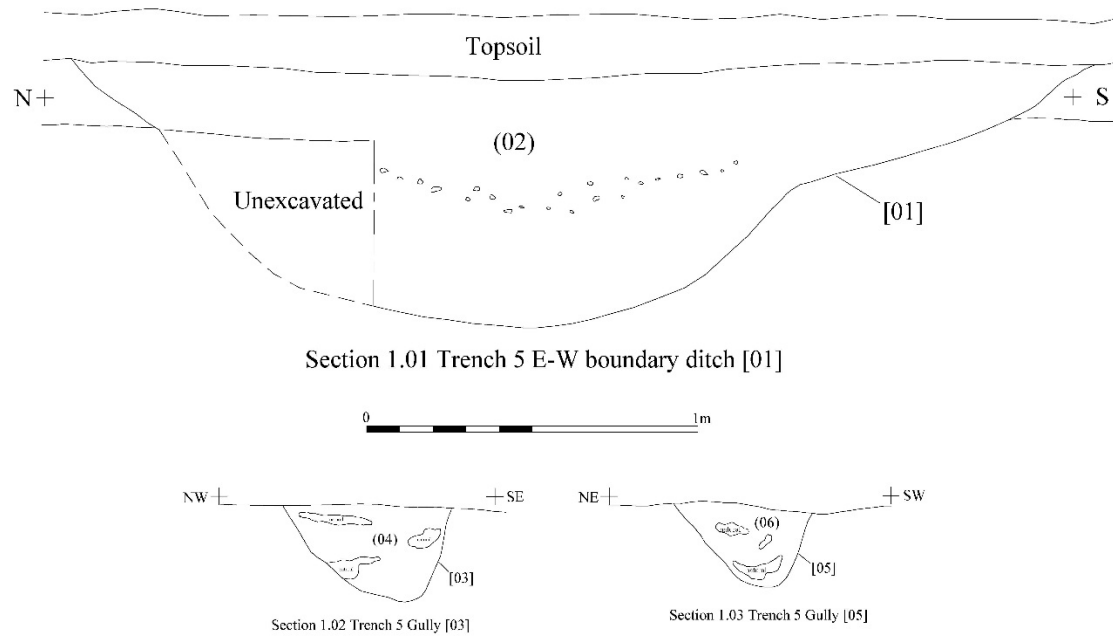 Topsoil
N
S
(02)
Unexcavated
[01]
Section 1.01 Trench 5 E-W boundary ditch [01]
0 1m
NW SE
(04)
[03]
Section 1.02 Trench 5 Gully [03]
NE SW
(06)
[05]
Section 1.03 Trench 5 Gully [05]